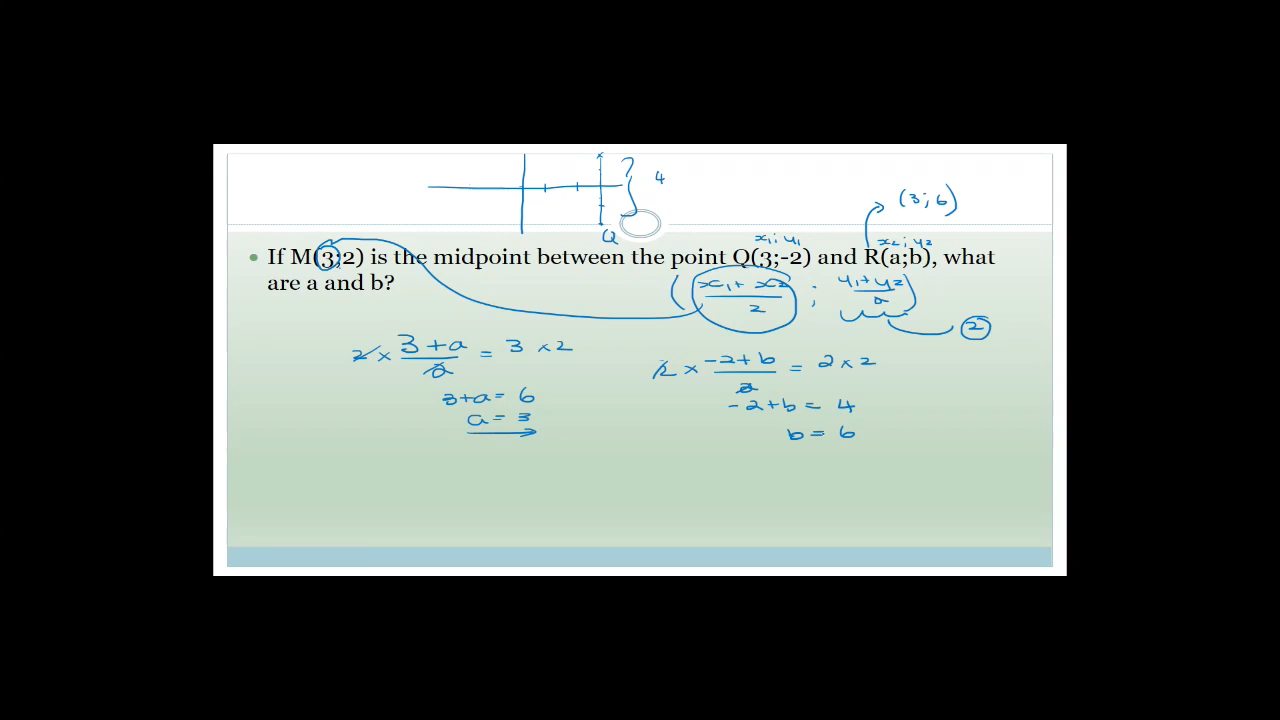 4
(3;6)
Q
x₁; y₁
x₂; y₂
• If M(3;2) is the midpoint between the point Q(3;-2) and R(a;b), what
are a and b?
( x₁ + x₂ / 2 ; y₁ + y₂ / 2 )
2
2 × 3 + a / 2 = 3 × 2
2 × -2 + b / 2 = 2 × 2
3+a = 6
-2+b = 4
a = 3
b = 6